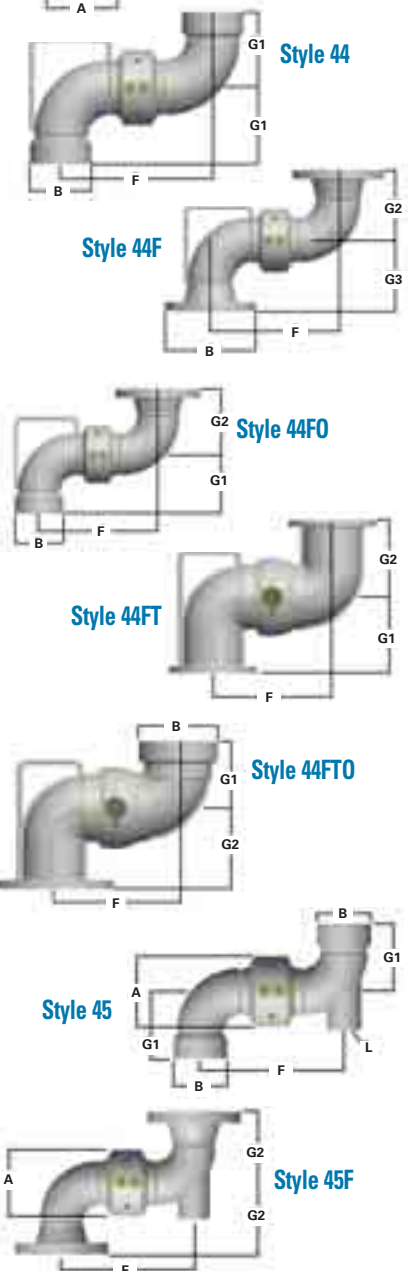 A
G1
Style 44
G1
B
F
G2
Style 44F
G3
F
B
G2
Style 44FO
G1
F
B
G2
Style 44FT
G1
F
B
G1
Style 44FTO
G2
F
B
G1
A
Style 45
G1
L
F
B
G2
A
Style 45F
G2
F